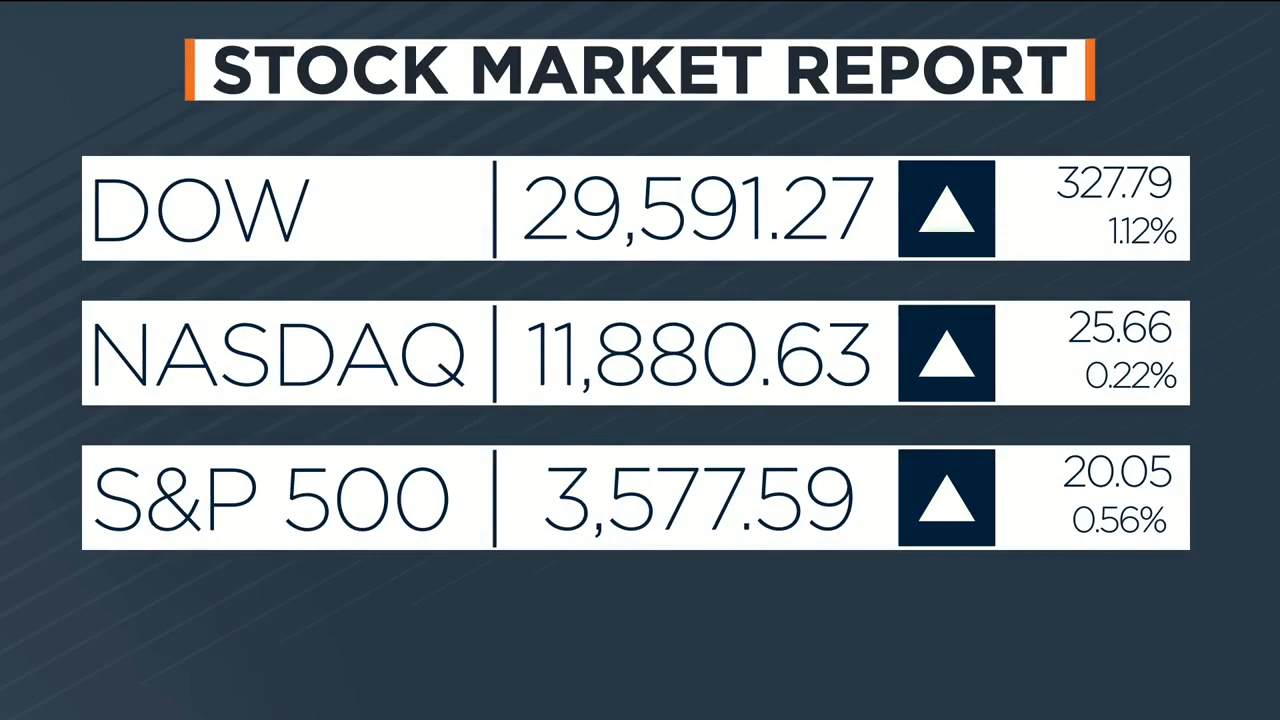 STOCK MARKET REPORT
DOW 29,591.27 327.79
1.12%
NASDAQ 11,880.63 25.66
0.22%
S&P 500 3,577.59 20.05
0.56%